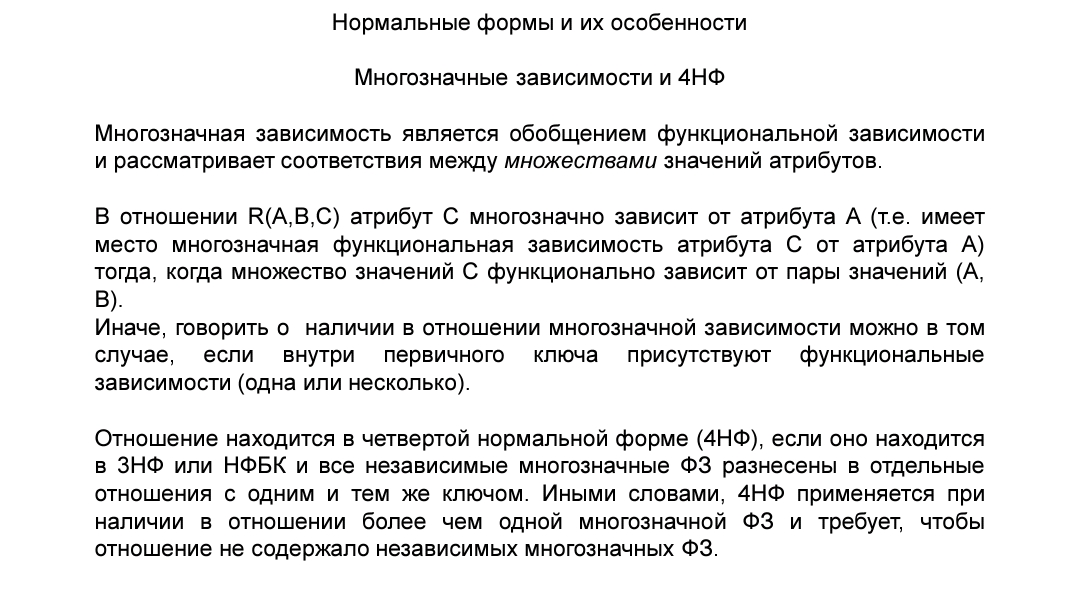 Нормальные формы и их особенности
Многозначные зависимости и 4НФ
Многозначная зависимость является обобщением функциональной зависимости
и рассматривает соответствия между множествами значений атрибутов.
В отношении R(A,B,C) атрибут С многозначно зависит от атрибута А (т.е. имеет
место многозначная функциональная зависимость атрибута С от атрибута А)
тогда, когда множество значений С функционально зависит от пары значений (А,
В).
Иначе, говорить о  наличии в отношении многозначной зависимости можно в том
случае, если внутри первичного ключа присутствуют функциональные
зависимости (одна или несколько).
Отношение находится в четвертой нормальной форме (4НФ), если оно находится
в 3НФ или НФБК и все независимые многозначные ФЗ разнесены в отдельные
отношения с одним и тем же ключом. Иными словами, 4НФ применяется при
наличии в отношении более чем одной многозначной ФЗ и требует, чтобы
отношение не содержало независимых многозначных ФЗ.